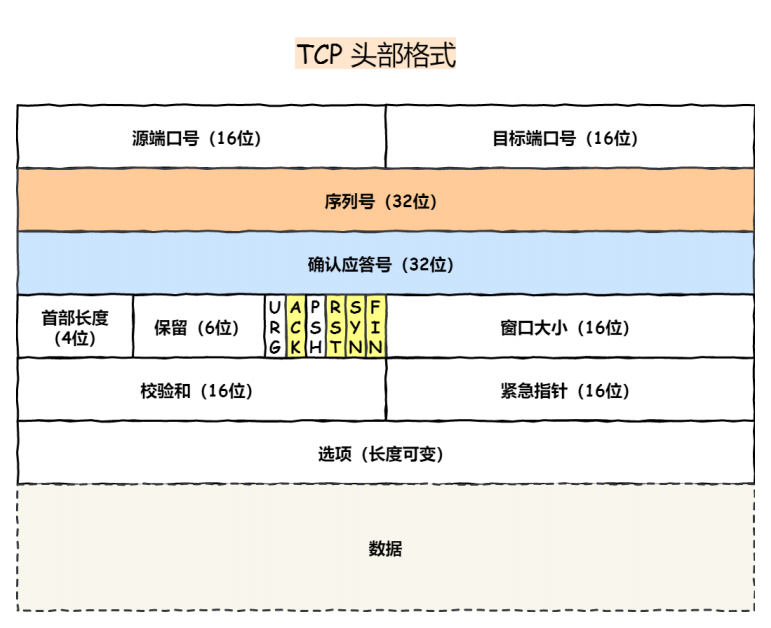 TCP 头部格式
源端口号（16位） 目标端口号（16位）
序列号（32位）
确认应答号（32位）
首部长度
（4位）
保留（6位）
URG
ACK
PSH
RST
SYN
FIN
窗口大小（16位）
校验和（16位） 紧急指针（16位）
选项（长度可变）
数据